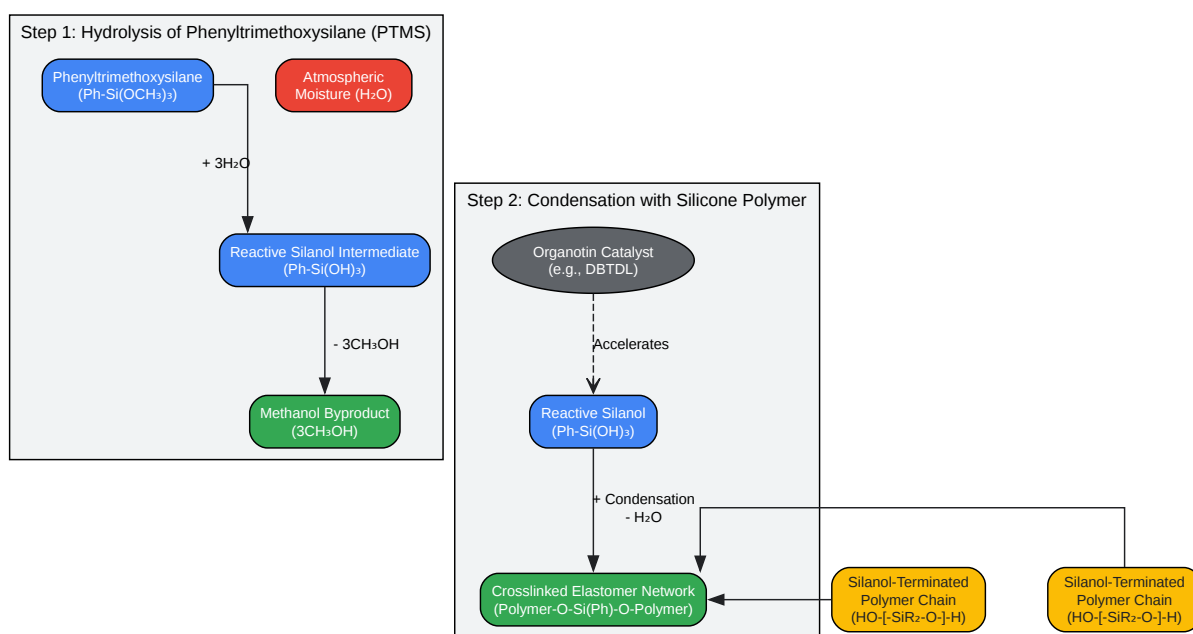 Step 1: Hydrolysis of Phenyltrimethoxysilane (PTMS)
Phenyltrimethoxysilane
(Ph-Si(OCH₃)₃)
Atmospheric
Moisture (H₂O)
+ 3H₂O
Reactive Silanol Intermediate
(Ph-Si(OH)₃)
- 3CH₃OH
Methanol Byproduct
(3CH₃OH)
Step 2: Condensation with Silicone Polymer
Organotin Catalyst
(e.g., DBTDL)
Accelerates
Reactive Silanol
(Ph-Si(OH)₃)
+ Condensation
- H₂O
Crosslinked Elastomer Network
(Polymer-O-Si(Ph)-O-Polymer)
Silanol-Terminated
Polymer Chain
(HO-[-SiR₂-O-]-H)
Silanol-Terminated
Polymer Chain
(HO-[-SiR₂-O-]-H)